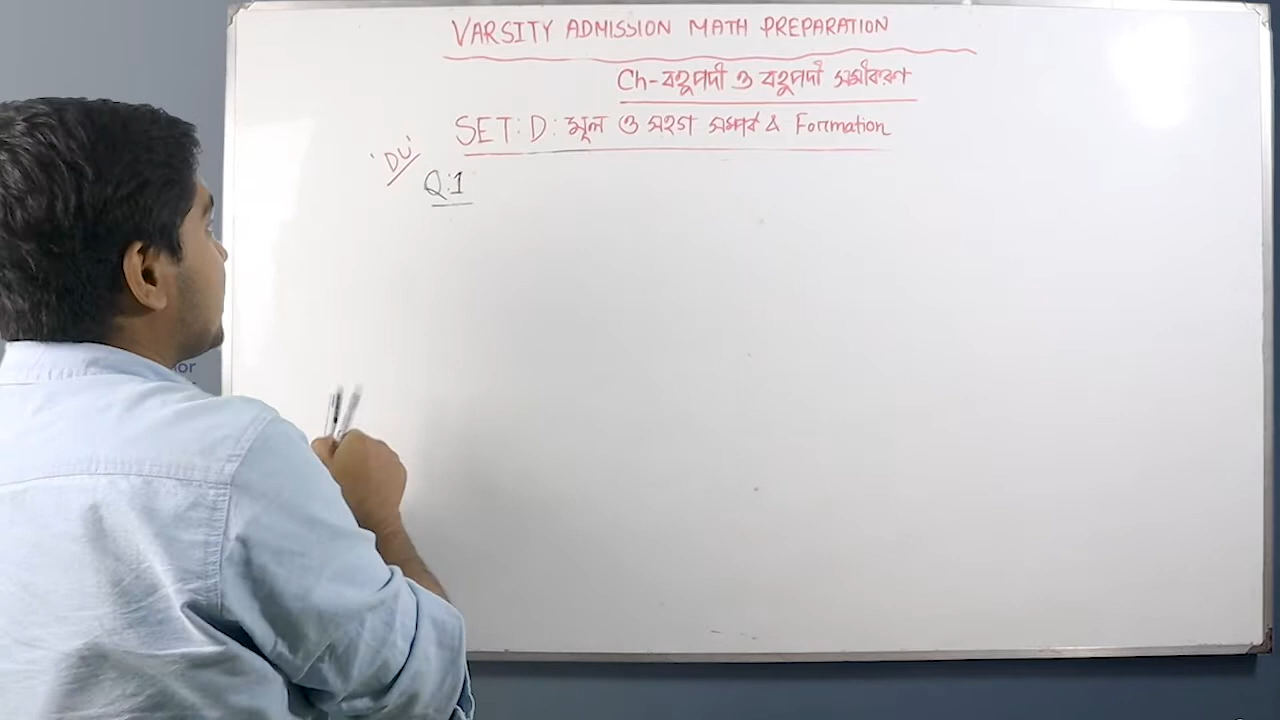 VARSITY ADMISSION MATH PREPARATION
Ch-বহুপদী ও বহুপদী সমীকরণ
SET: D: মূল ও সহগ সম্পর্ক & Formation
'DU'
Q:1